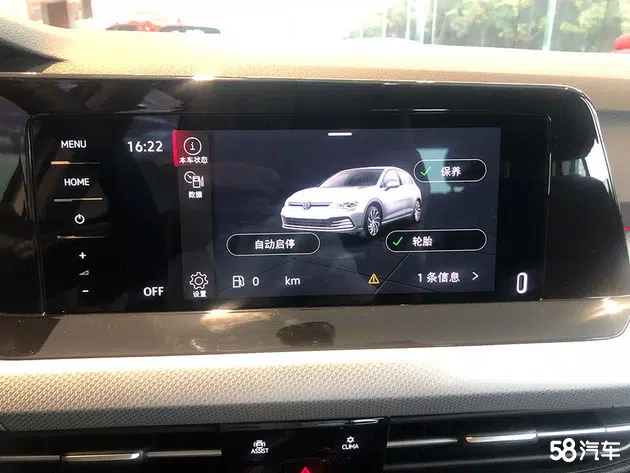 MENU
16:22
本车状态
保养
HOME
数据
自动启停
轮胎
+
-
OFF
设置
0 km
1 条信息 >
0
ASSIST
CLIMA
58汽车